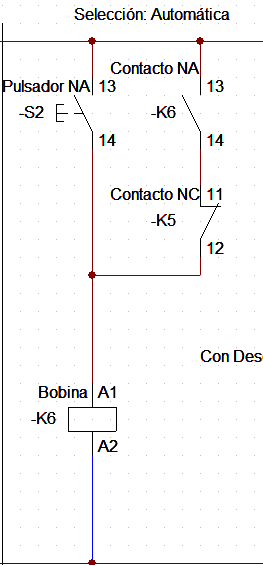 Selección: Automática
Contacto NA
Pulsador NA 13
13
-S2
-K6
14
14
Contacto NC 11
-K5
12
Con Des
Bobina A1
-K6
A2